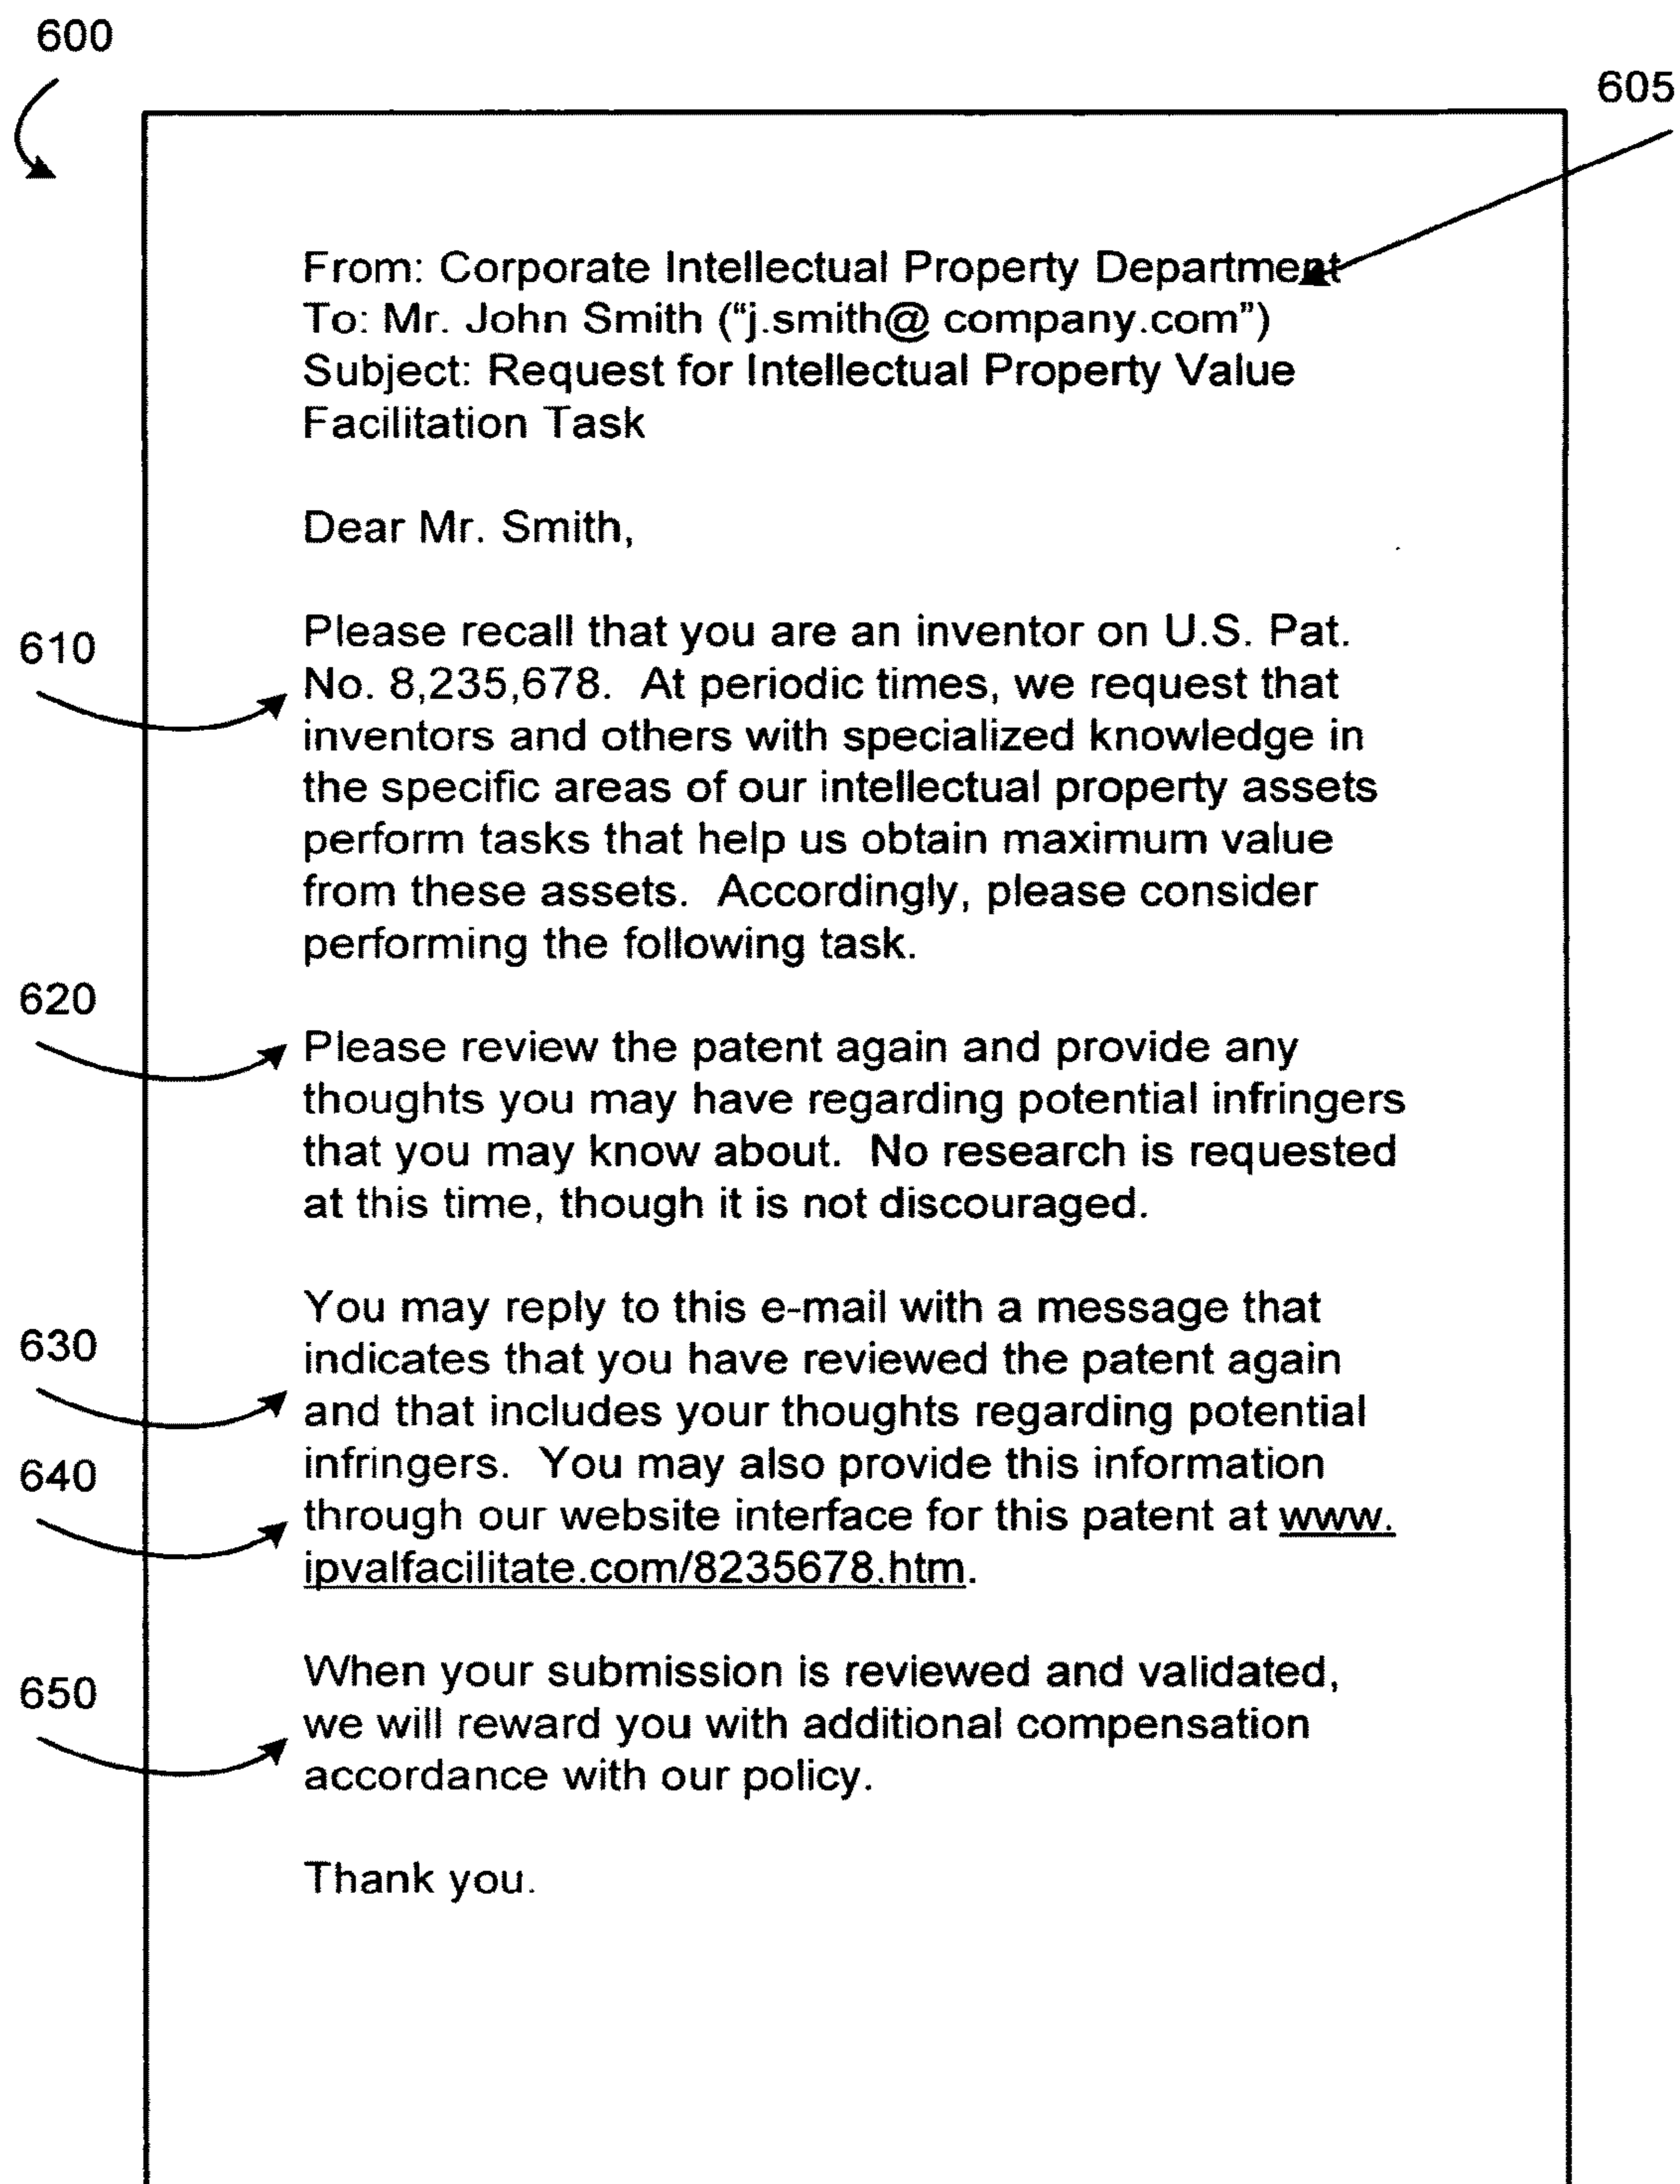 600
605
From: Corporate Intellectual Property Department
To: Mr. John Smith (“j.smith@ company.com”)
Subject: Request for Intellectual Property Value
Facilitation Task
Dear Mr. Smith,
610
Please recall that you are an inventor on U.S. Pat.
No. 8,235,678.  At periodic times, we request that
inventors and others with specialized knowledge in
the specific areas of our intellectual property assets
perform tasks that help us obtain maximum value
from these assets.  Accordingly, please consider
performing the following task.
620
Please review the patent again and provide any
thoughts you may have regarding potential infringers
that you may know about.  No research is requested
at this time, though it is not discouraged.
You may reply to this e-mail with a message that
630
indicates that you have reviewed the patent again
and that includes your thoughts regarding potential
infringers.  You may also provide this information
640
through our website interface for this patent at www.
ipvalfacilitate.com/8235678.htm.
When your submission is reviewed and validated,
650
we will reward you with additional compensation
accordance with our policy.
Thank you.